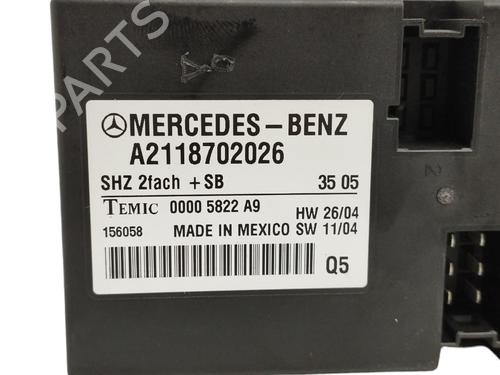 MERCEDES-BENZ
A2118702026
SHZ 2fach +SB 35 05
TEMIC 0000 5822 A9 HW 26/04
156058 MADE IN MEXICO SW 11/04
Q5
2
B-PARTS